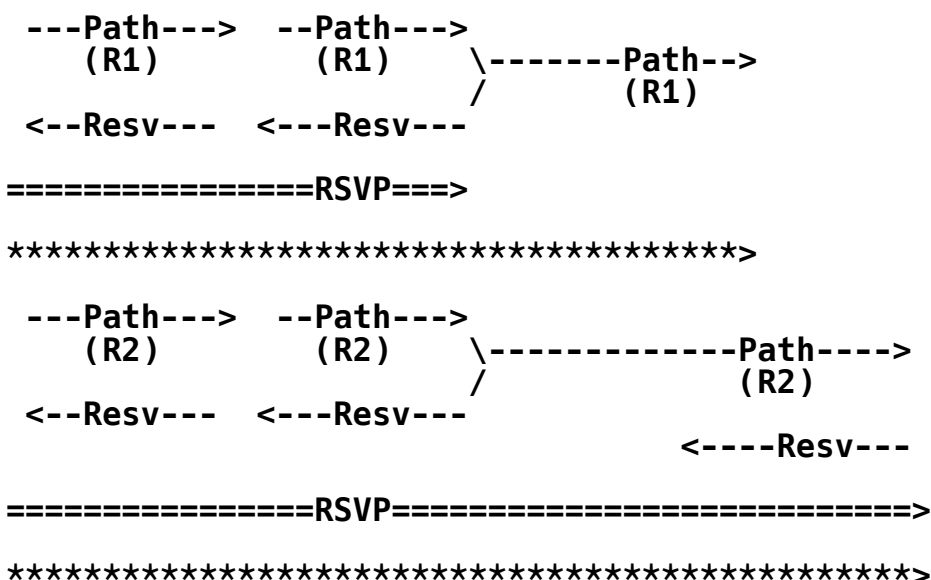 ---Path--->  --Path--->
    (R1)        (R1)    \-------Path-->
                        /       (R1)
 <--Resv---  <---Resv---
================RSVP===>
**************************************>
 ---Path--->  --Path--->
    (R2)        (R2)    \-------------Path---->
                        /             (R2)
 <--Resv---  <---Resv---
                                   <----Resv---
================RSVP===========================>
***********************************************>